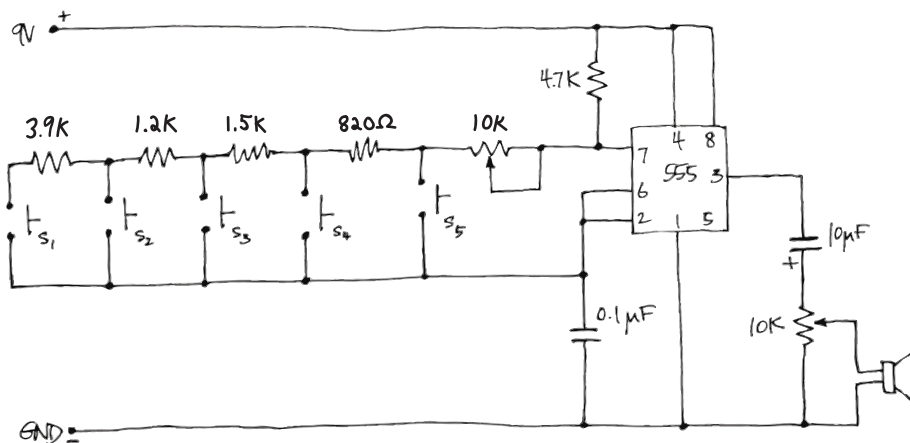 9V +
4.7K
3.9K 1.2K 1.5K 820Ω 10K
4 8
7 555 3
6
2 1 5
S1 S2 S3 S4 S5
10µF
+
0.1µF
10K
GND -